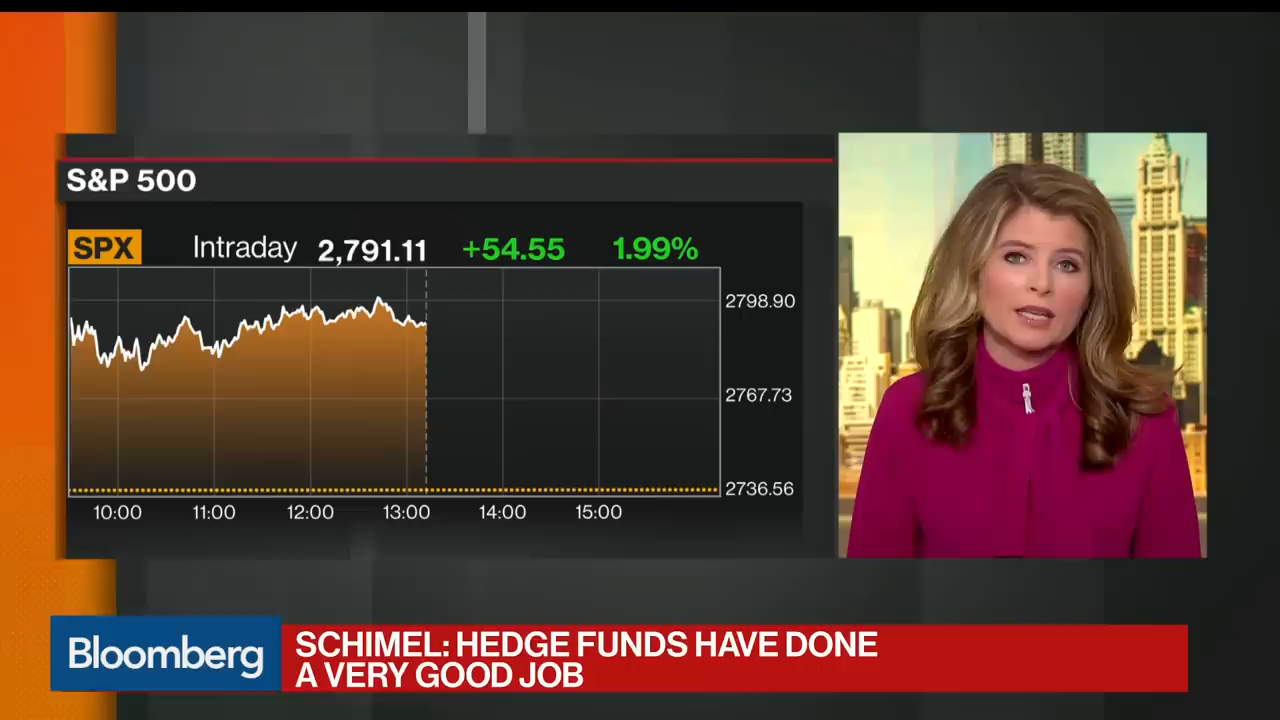 S&P 500
SPX Intraday 2,791.11 +54.55 1.99%
2798.90
2767.73
2736.56
10:00 11:00 12:00 13:00 14:00 15:00
Bloomberg
SCHIMEL: HEDGE FUNDS HAVE DONE
A VERY GOOD JOB